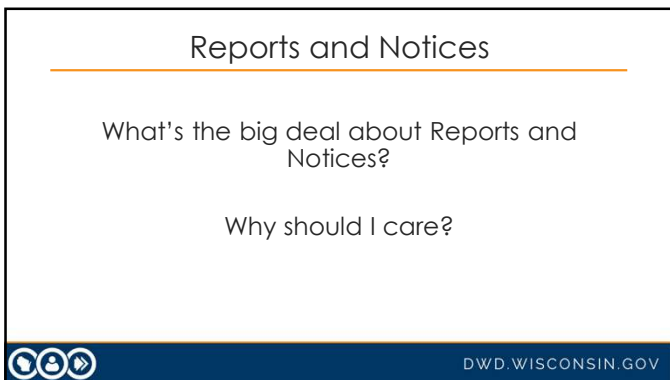 Reports and Notices
What's the big deal about Reports and
Notices?
Why should I care?
DWD.WISCONSIN.GOV